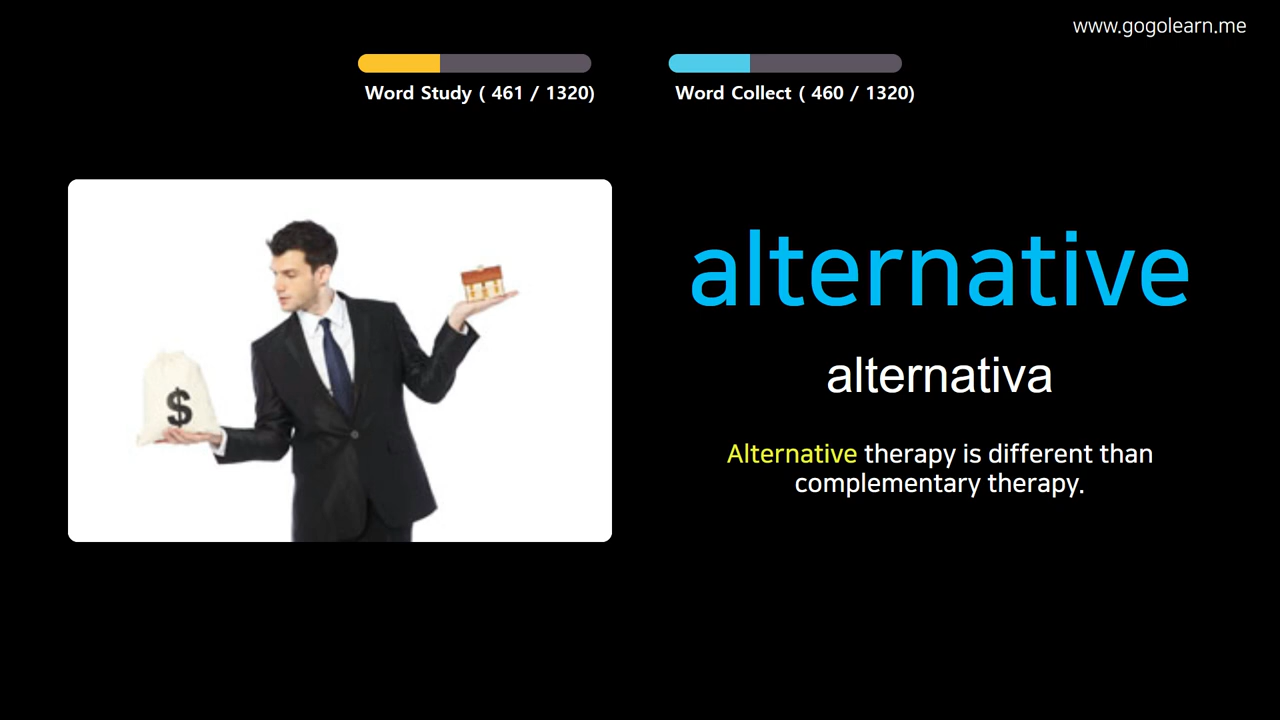 www.gogolearn.me
Word Study ( 461 / 1320)
Word Collect ( 460 / 1320)
$
alternative
alternativa
Alternative therapy is different than
complementary therapy.